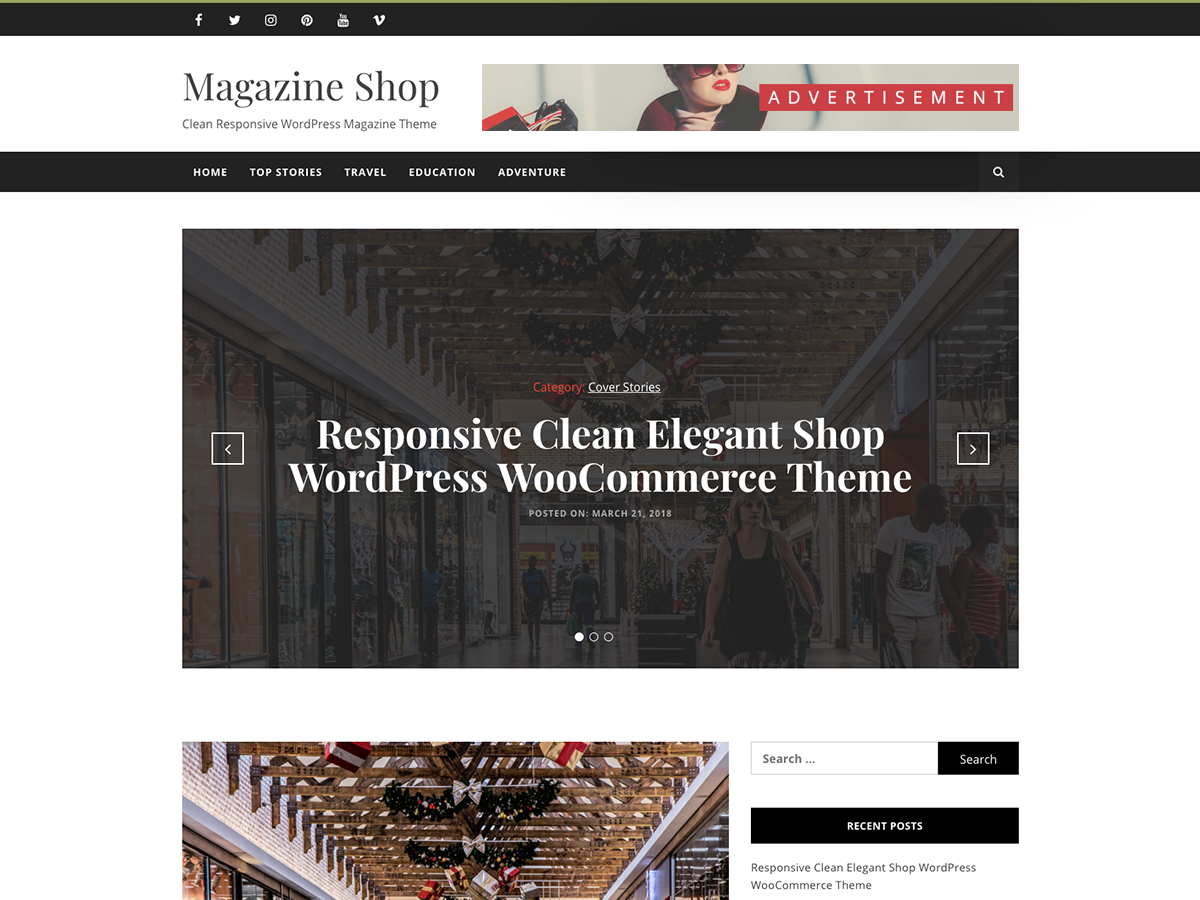 You Tube
Magazine Shop
Clean Responsive WordPress Magazine Theme
ADVERTISEMENT
HOME TOP STORIES TRAVEL EDUCATION ADVENTURE
Category: Cover Stories
Responsive Clean Elegant Shop
WordPress WooCommerce Theme
POSTED ON: MARCH 21, 2018
Search ...
Search
RECENT POSTS
Responsive Clean Elegant Shop WordPress
WooCommerce Theme